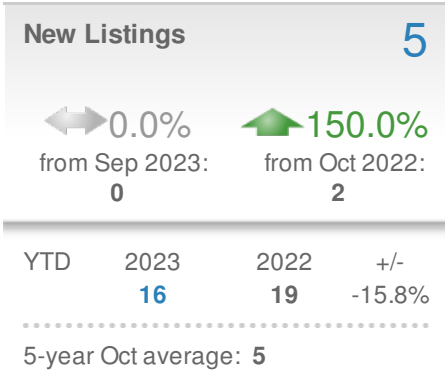 New Listings 5
0.0% 150.0%
from Sep 2023: from Oct 2022:
0 2
YTD 2023 2022 +/-
16 19 -15.8%
5-year Oct average: 5